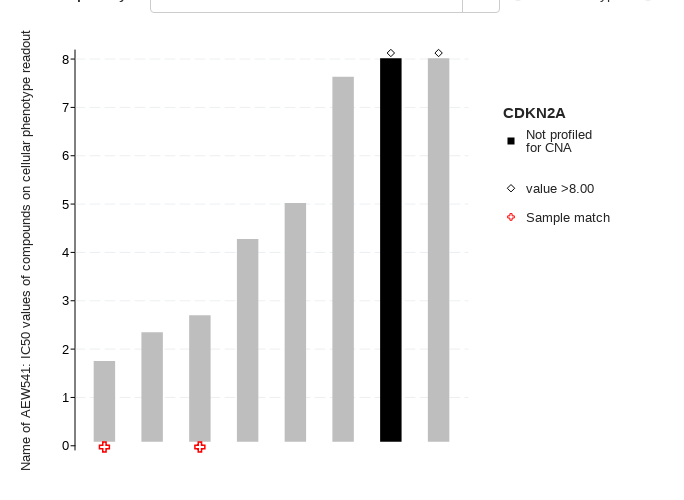 8
7
6
5
4
3
2
1
0
Name of AEW541: IC50 values of compounds on cellular phenotype readout
CDKN2A
Not profiled
for CNA
value >8.00
Sample match